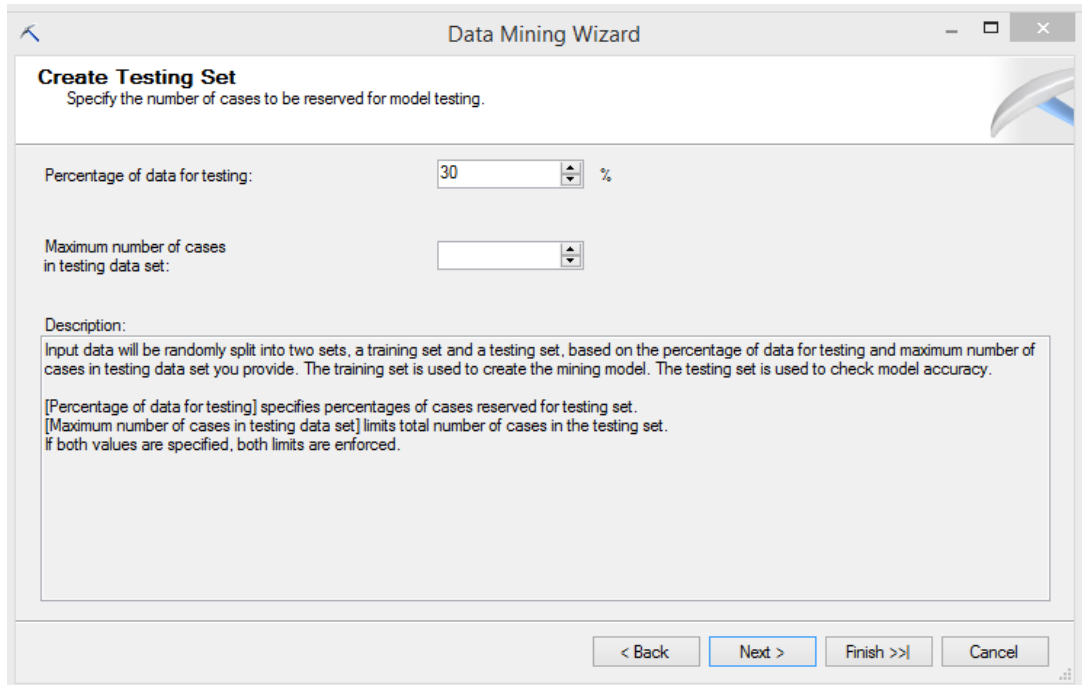 Data Mining Wizard
Create Testing Set
Specify the number of cases to be reserved for model testing.
Percentage of data for testing:
30
%
Maximum number of cases
in testing data set:
Description:
Input data will be randomly split into two sets, a training set and a testing set, based on the percentage of data for testing and maximum number of
cases in testing data set you provide. The training set is used to create the mining model. The testing set is used to check model accuracy.
[Percentage of data for testing] specifies percentages of cases reserved for testing set.
[Maximum number of cases in testing data set] limits total number of cases in the testing set.
If both values are specified, both limits are enforced.
< Back
Next >
Finish >>|
Cancel